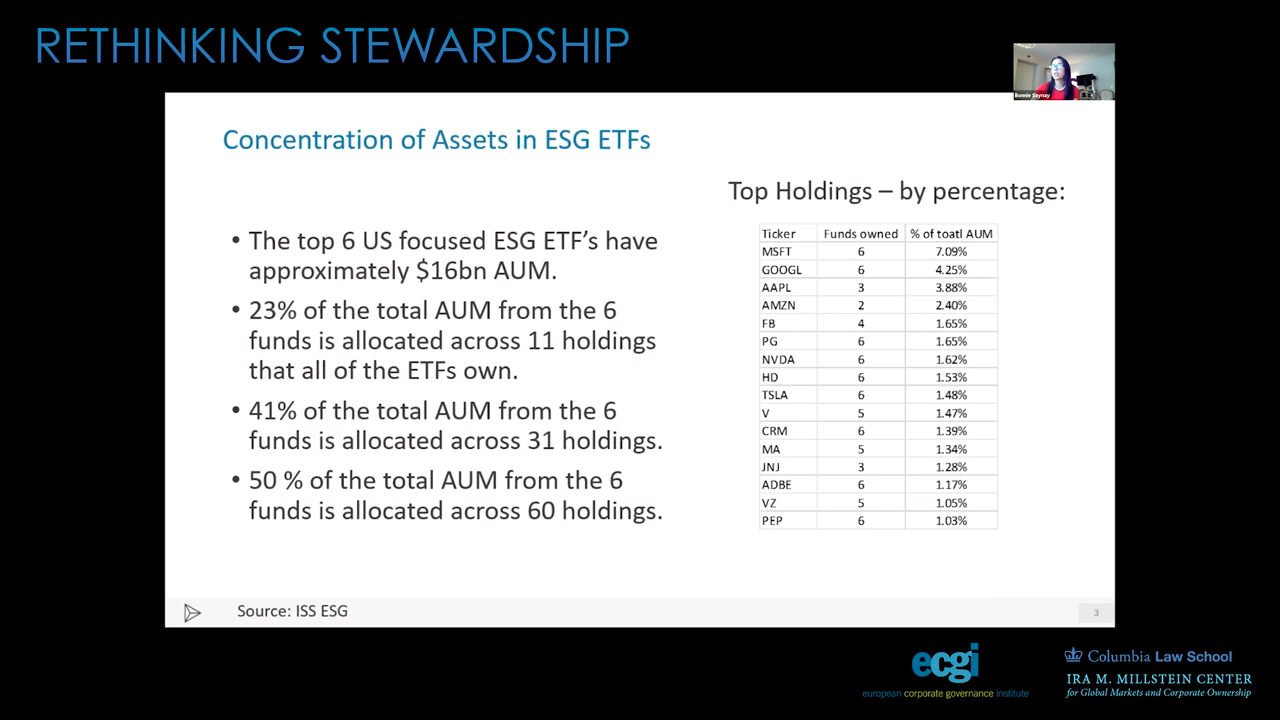 RETHINKING STEWARDSHIP
Bonnie Saynay
Concentration of Assets in ESG ETFs
• The top 6 US focused ESG ETF’s have
approximately $16bn AUM.
• 23% of the total AUM from the 6
funds is allocated across 11 holdings
that all of the ETFs own.
• 41% of the total AUM from the 6
funds is allocated across 31 holdings.
• 50 % of the total AUM from the 6
funds is allocated across 60 holdings.
Top Holdings – by percentage:
Ticker Funds owned % of toatl AUM
MSFT 6 7.09%
GOOGL 6 4.25%
AAPL 3 3.88%
AMZN 2 2.40%
FB 4 1.65%
PG 6 1.65%
NVDA 6 1.62%
HD 6 1.53%
TSLA 6 1.48%
V 5 1.47%
CRM 6 1.39%
MA 5 1.34%
JNJ 3 1.28%
ADBE 6 1.17%
VZ 5 1.05%
PEP 6 1.03%
Source: ISS ESG
3
ecgi
european corporate governance institute
Columbia Law School
IRA M. MILLSTEIN CENTER
for Global Markets and Corporate Ownership